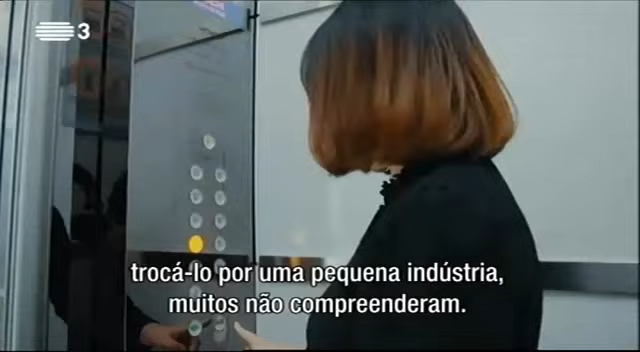 3
trocá-lo por uma pequena indústria,
muitos não compreenderam.